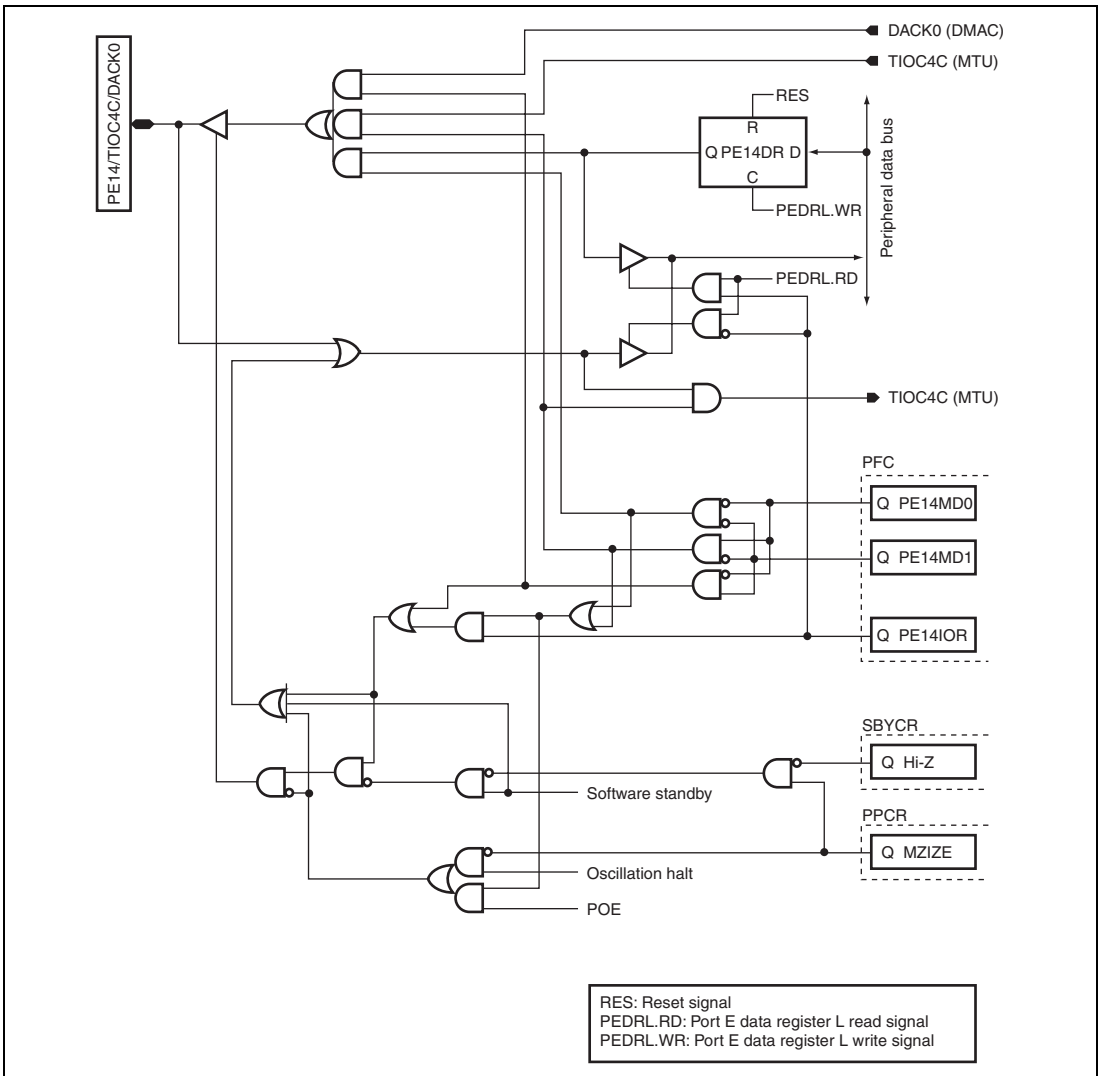 PE14/TIOC4C/DACK0
DACK0 (DMAC)
TIOC4C (MTU)
RES
R
Q PE14DR D
C
PEDRL.WR
Peripheral data bus
PEDRL.RD
TIOC4C (MTU)
PFC
Q PE14MD0
Q PE14MD1
Q PE14IOR
SBYCR
Q Hi-Z
Software standby
PPCR
Q MZIZE
Oscillation halt
POE
RES: Reset signal
PEDRL.RD: Port E data register L read signal
PEDRL.WR: Port E data register L write signal